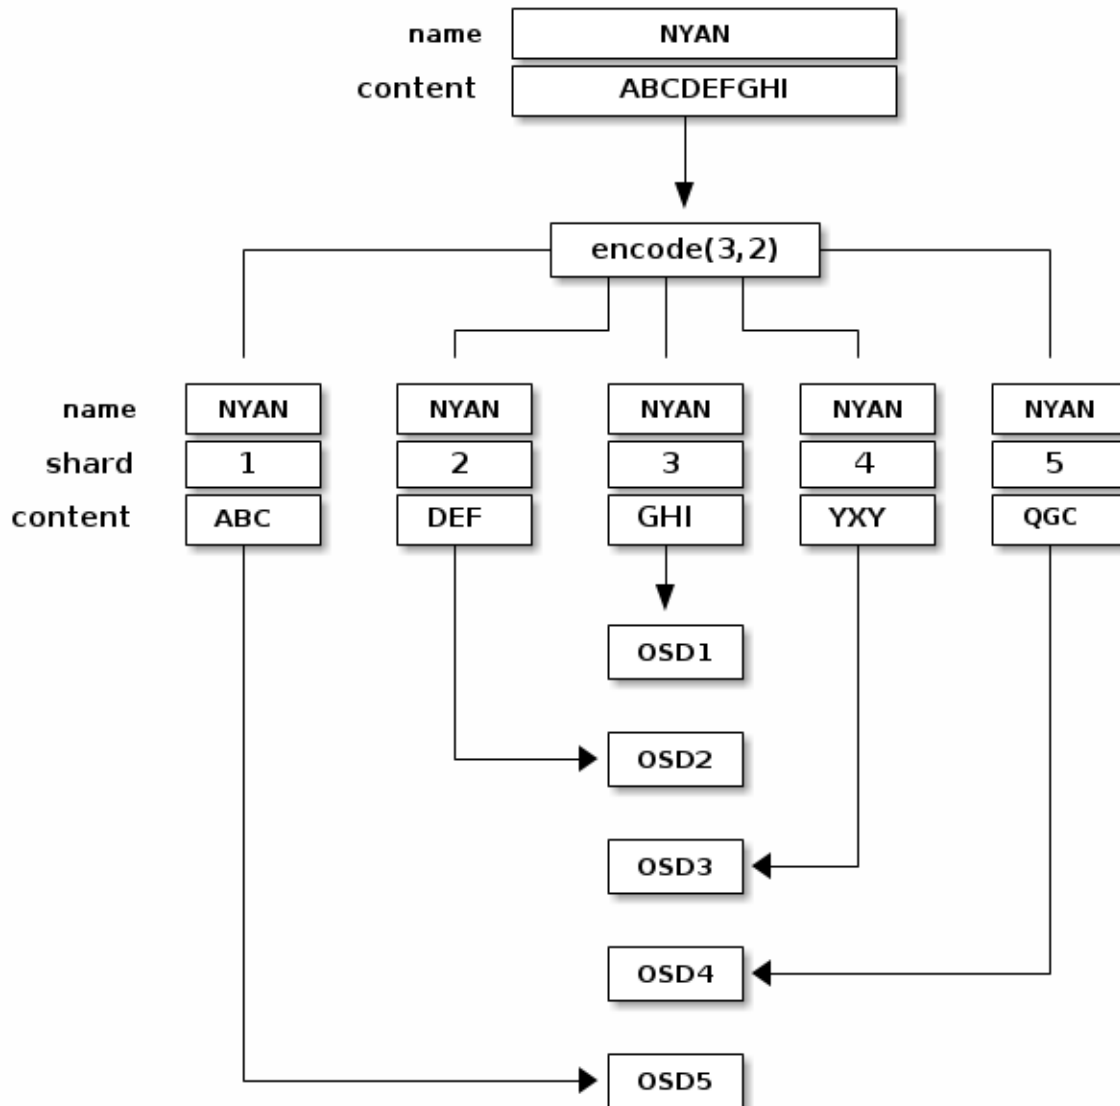 name NYAN
content ABCDEFGHI
encode(3,2)
name NYAN NYAN NYAN NYAN NYAN
shard 1 2 3 4 5
content ABC DEF GHI YXY QGC
OSD1
OSD2
OSD3
OSD4
OSD5